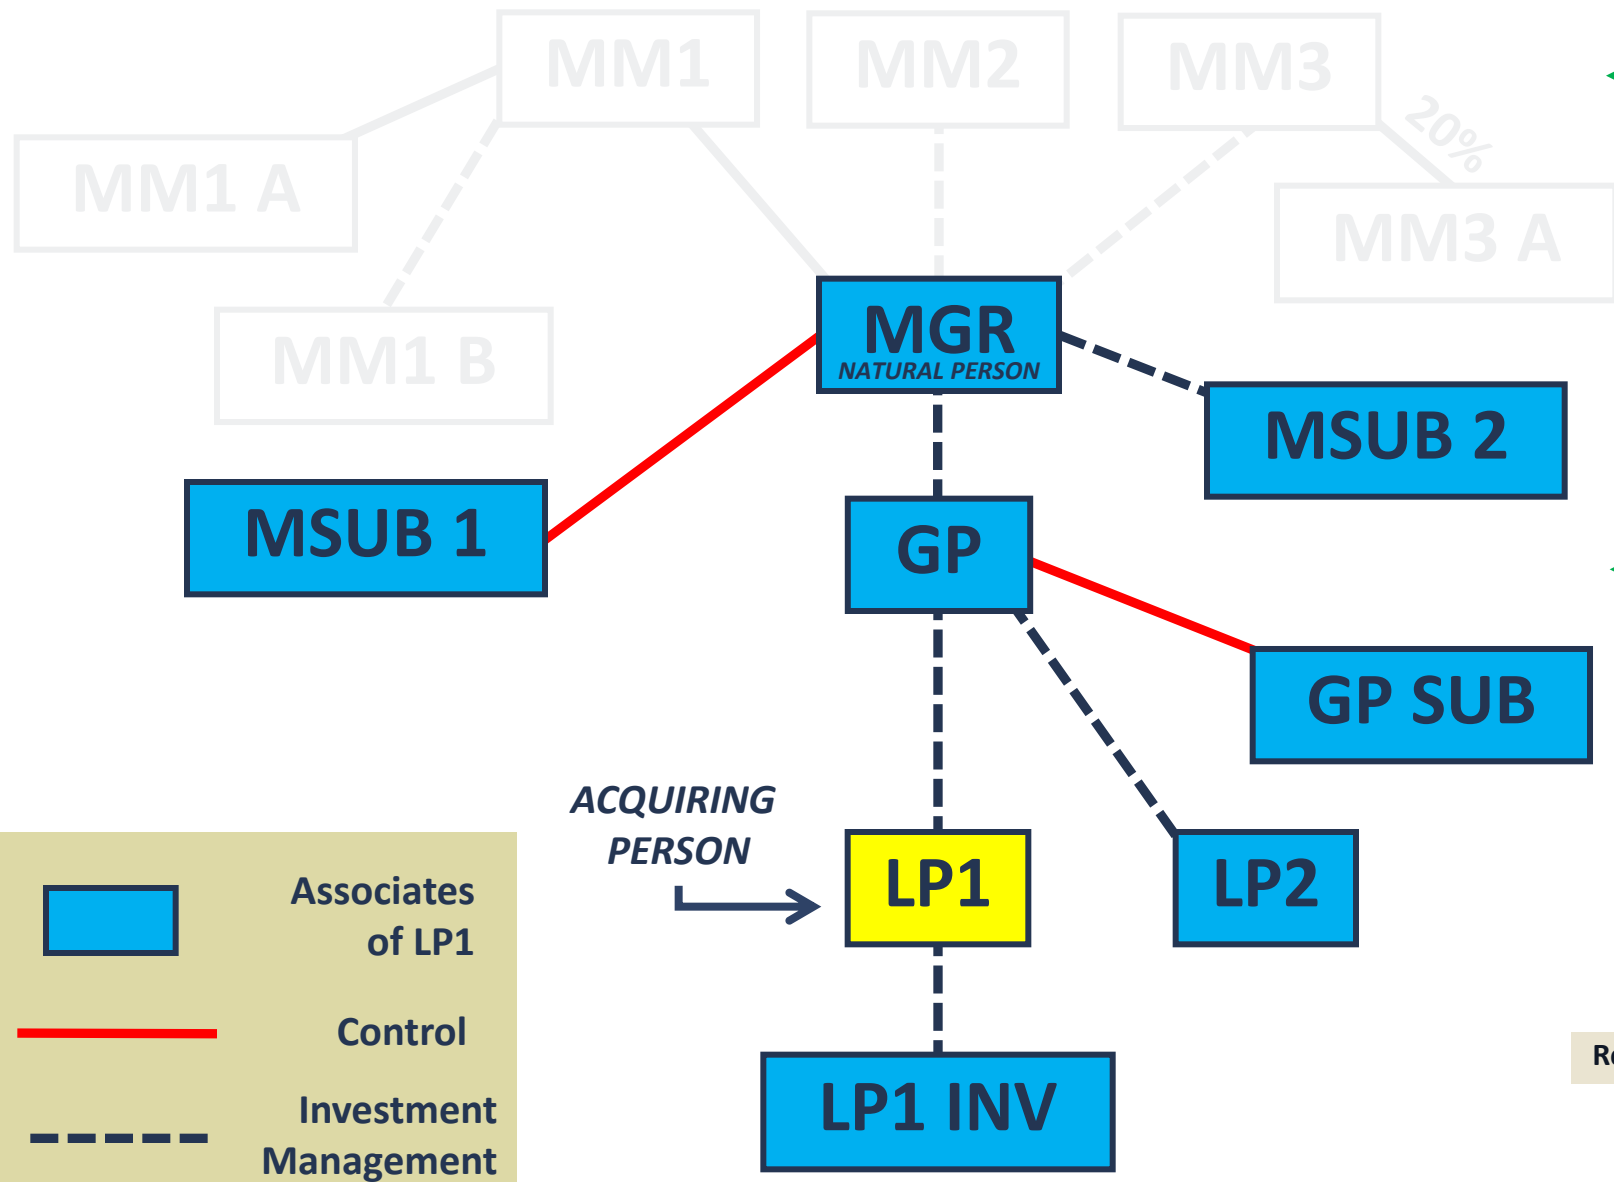 MM1
MM2
MM3
20%
MM1 A
MM3 A
MM1 B
MGR
NATURAL PERSON
MSUB 2
MSUB 1
GP
GP SUB
ACQUIRING
PERSON
LP1
LP2
LP1 INV
Associates
of LP1
Control
Investment
Management